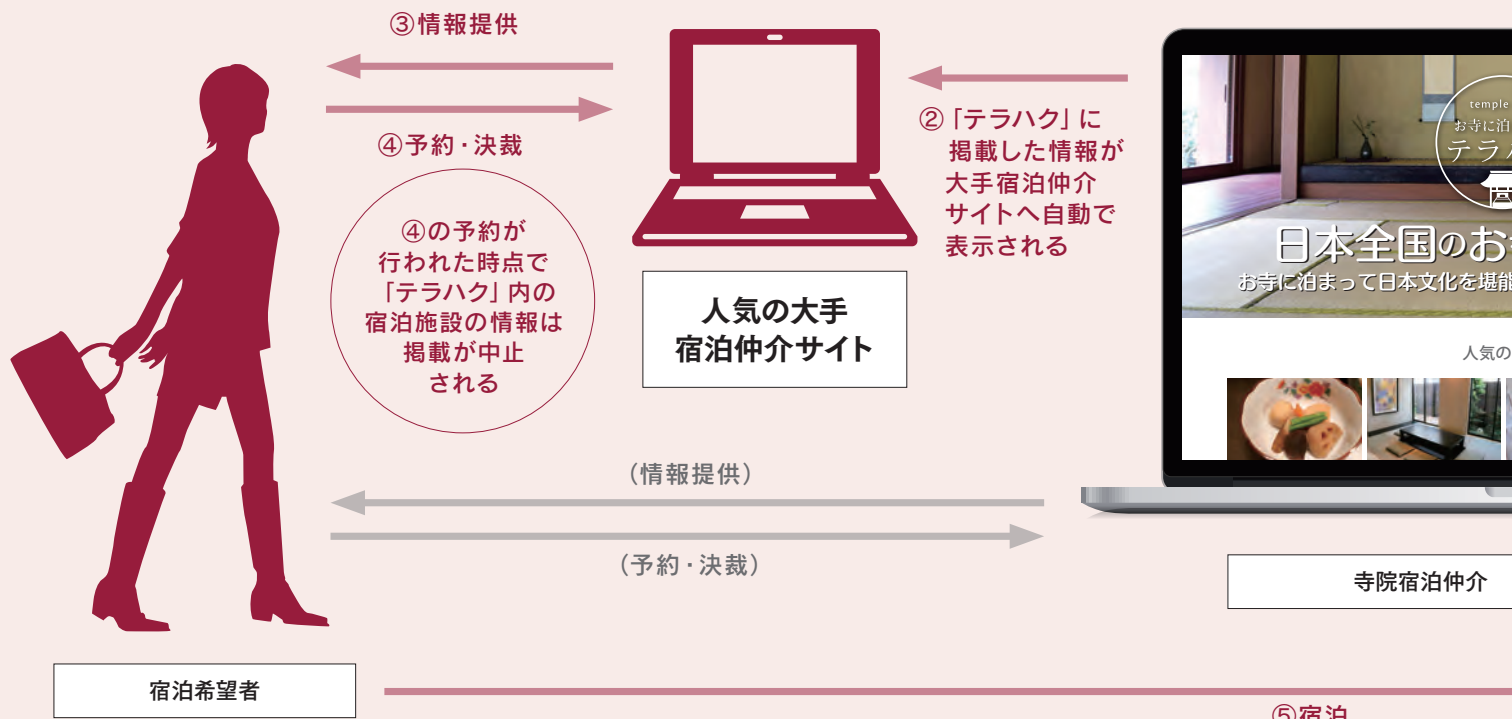 ③情報提供
④予約・決裁
④の予約が
行われた時点で
「テラハク」内の
宿泊施設の情報は
掲載が中止
される
人気の大手
宿泊仲介サイト
②「テラハク」に
掲載した情報が
大手宿泊仲介
サイトへ自動で
表示される
temple
お寺に泊
テラハ
日本全国のお
お寺に泊まって日本文化を堪能
人気の
(情報提供)
(予約・決裁)
寺院宿泊仲介
宿泊希望者
⑤宿泊